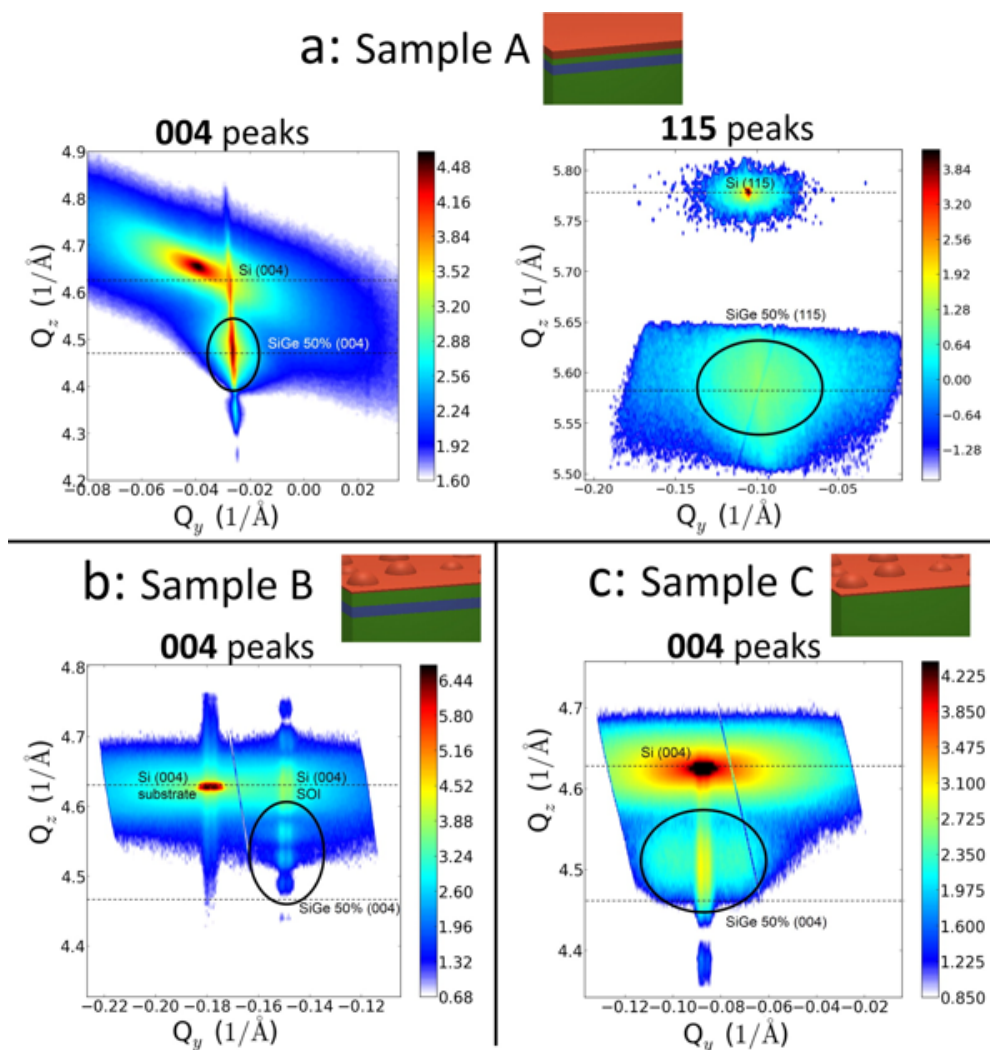 a: Sample A
004 peaks
4.9
4.8
4.7
4.6
4.5
4.4
4.3
4.2
Q_z (1/Å)
Si (004)
SiGe 50% (004)
−0.08 −0.06 −0.04 −0.02 0.00 0.02
Q_y (1/Å)
4.48
4.16
3.84
3.52
3.20
2.88
2.56
2.24
1.92
1.60
115 peaks
5.80
5.75
5.70
5.65
5.60
5.55
5.50
Q_z (1/Å)
Si (115)
SiGe 50% (115)
−0.20 −0.15 −0.10 −0.05
Q_y (1/Å)
3.84
3.20
2.56
1.92
1.28
0.64
0.00
−0.64
−1.28
b: Sample B
004 peaks
4.8
4.7
4.6
4.5
4.4
Q_z (1/Å)
Si (004)
substrate
Si (004)
SOI
SiGe 50% (004)
−0.22 −0.20 −0.18 −0.16 −0.14 −0.12
Q_y (1/Å)
6.44
5.80
5.16
4.52
3.88
3.24
2.60
1.96
1.32
0.68
c: Sample C
004 peaks
4.7
4.6
4.5
4.4
Q_z (1/Å)
Si (004)
SiGe 50% (004)
−0.12 −0.10 −0.08 −0.06 −0.04 −0.02
Q_y (1/Å)
4.225
3.850
3.475
3.100
2.725
2.350
1.975
1.600
1.225
0.850